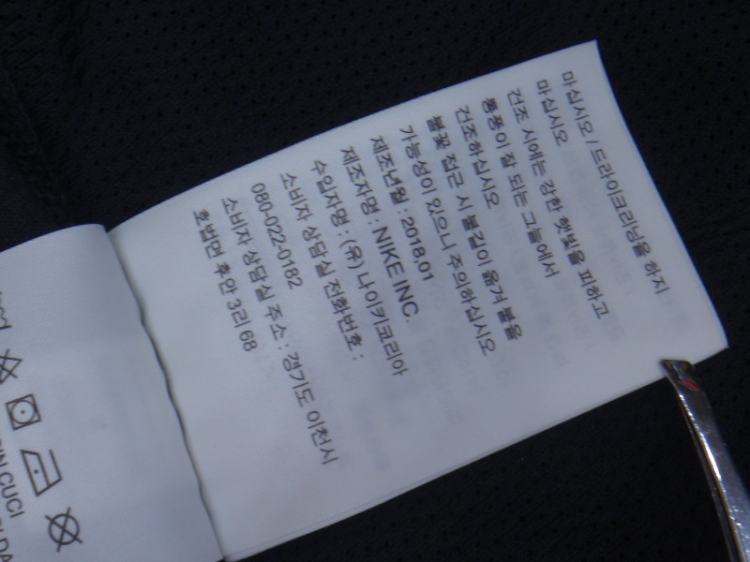 마십시오 / 드라이크리닝을 하지
마십시오
건조 시에는 강한 햇빛을 피하고
통풍이 잘 되는 그늘에서
건조하십시오
불꽃 접근 시 불길이 옮겨 붙을
가능성이 있으니 주의하십시오
제조년월 : 2018.01
제조자명 : NIKE INC.
수입자명 : (유) 나이키코리아
소비자 상담실 전화번호 :
080-022-0182
소비자 상담실 주소 : 경기도 이천시
호법면 후안 3리 68
CUCI